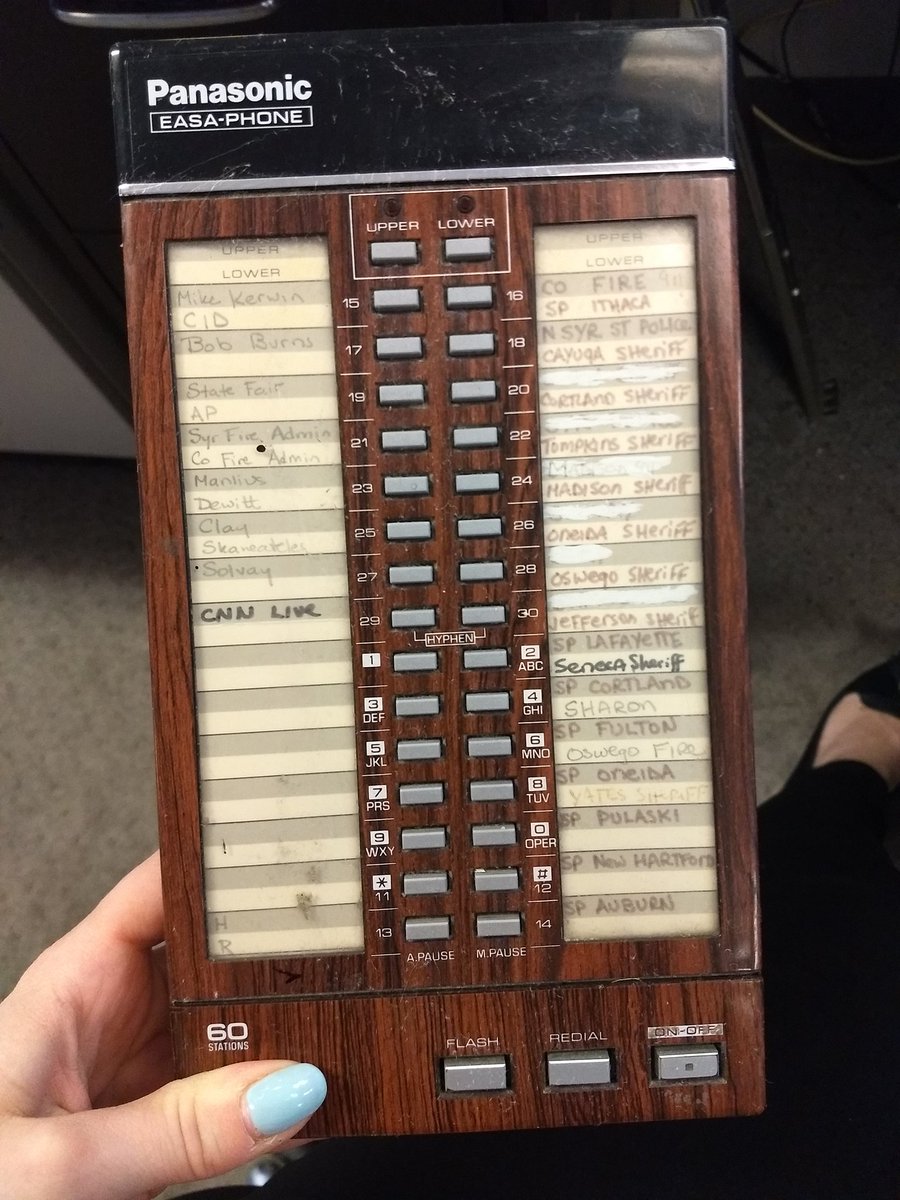 Panasonic
EASA-PHONE
UPPER LOWER
UPPER
LOWER
Mike Kerwin
CID
Bob Burns
State Fair
AP
Syr Fire Admin
Co Fire Admin
Manlius
Dewitt
Clay
Skaneateles
Solvay
CNN LIVE
H
R
15 16
17 18
19 20
21 22
23 24
25 26
27 28
29 30
HYPHEN
1 2 ABC
3 DEF 4 GHI
5 JKL 6 MNO
7 PRS 8 TUV
9 WXY 0 OPER
* 11 # 12
13 14
A.PAUSE M.PAUSE
UPPER
LOWER
CO FIRE 911
SP ITHACA
N SYR ST POLICE
CAYUGA SHERIFF
CORTLAND SHERIFF
TOMPKINS SHERIFF
MADISON SHERIFF
ONEIDA SHERIFF
OSWEGO SHERIFF
JEFFERSON SHERIFF
SP LAFAYETTE
SENECA SHERIFF
SP CORTLAND
SHARON
SP FULTON
OSWEGO FIRE
SP ONEIDA
YATES SHERIFF
SP PULASKI
SP NEW HARTFORD
SP AUBURN
60
STATIONS
FLASH REDIAL ON-OFF